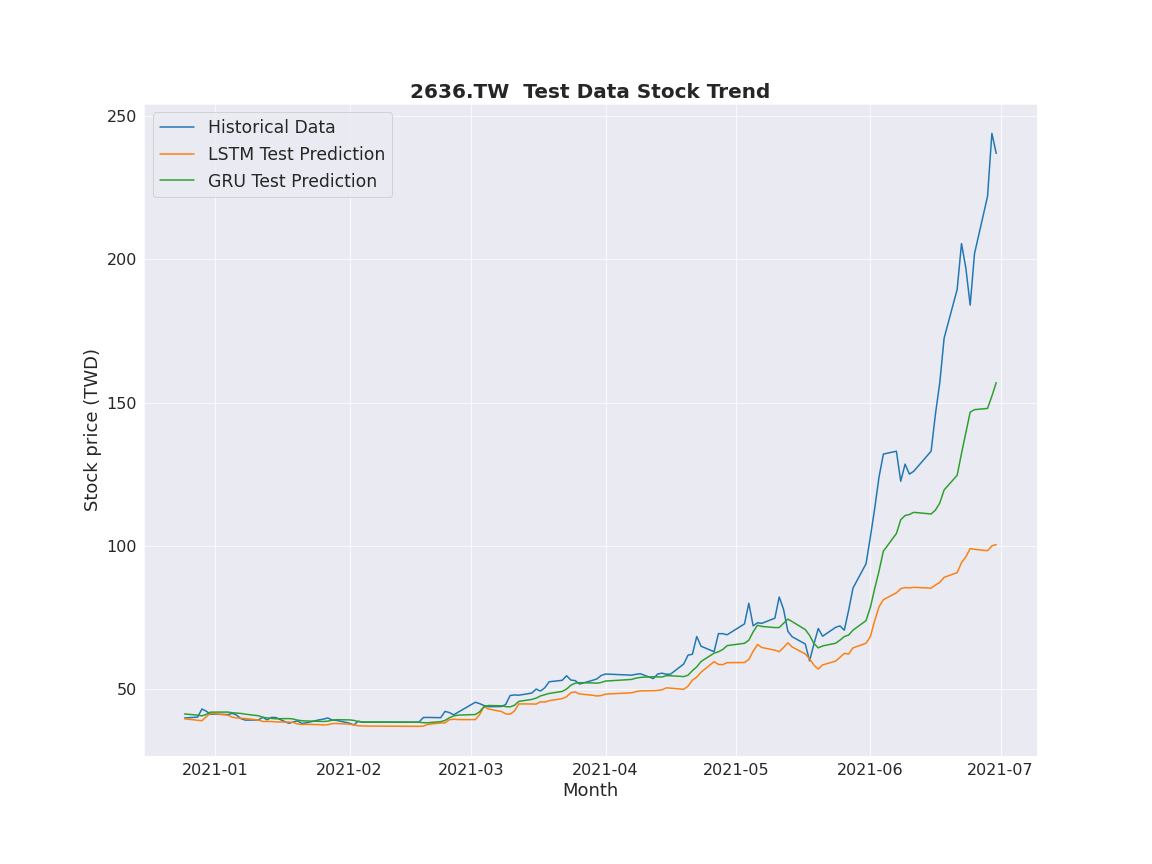 2636.TW  Test Data Stock Trend
Historical Data
LSTM Test Prediction
GRU Test Prediction
250
200
150
100
50
Stock price (TWD)
2021-01 2021-02 2021-03 2021-04 2021-05 2021-06 2021-07
Month